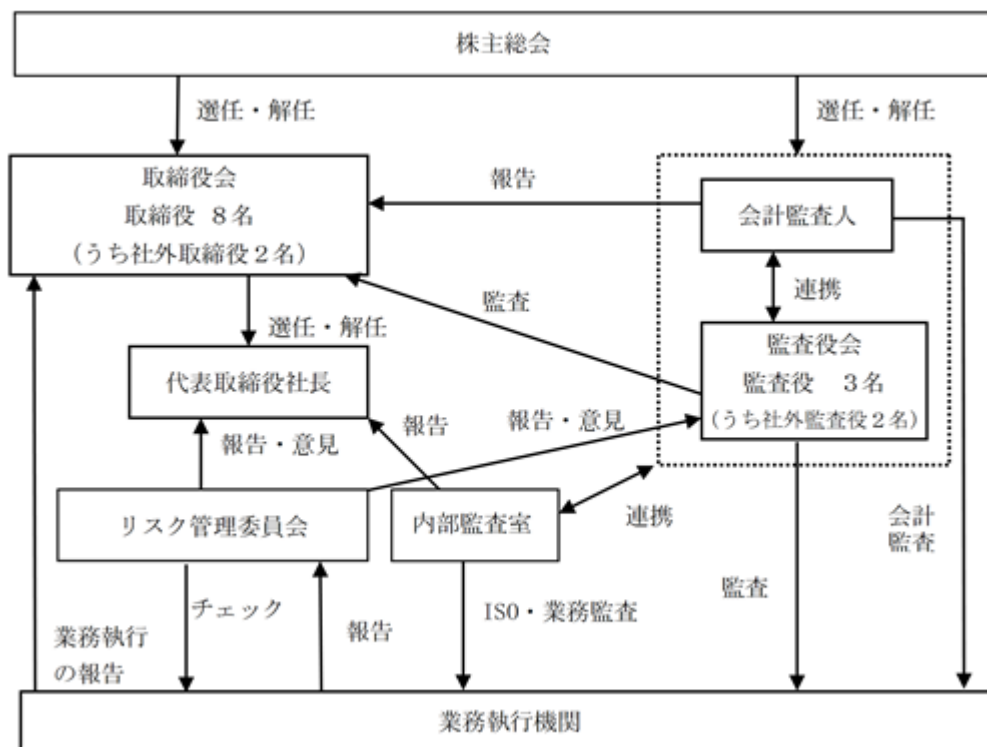 株主総会
選任・解任
選任・解任
取締役会
取締役 8名
(うち社外取締役2名)
報告
会計監査人
連携
監査
選任・解任
監査役会
監査役 3名
(うち社外監査役2名)
代表取締役社長
報告・意見
報告
報告・意見
リスク管理委員会
内部監査室
連携
会計
監査
チェック
報告
ISO・業務監査
監査
業務執行
の報告
業務執行機関